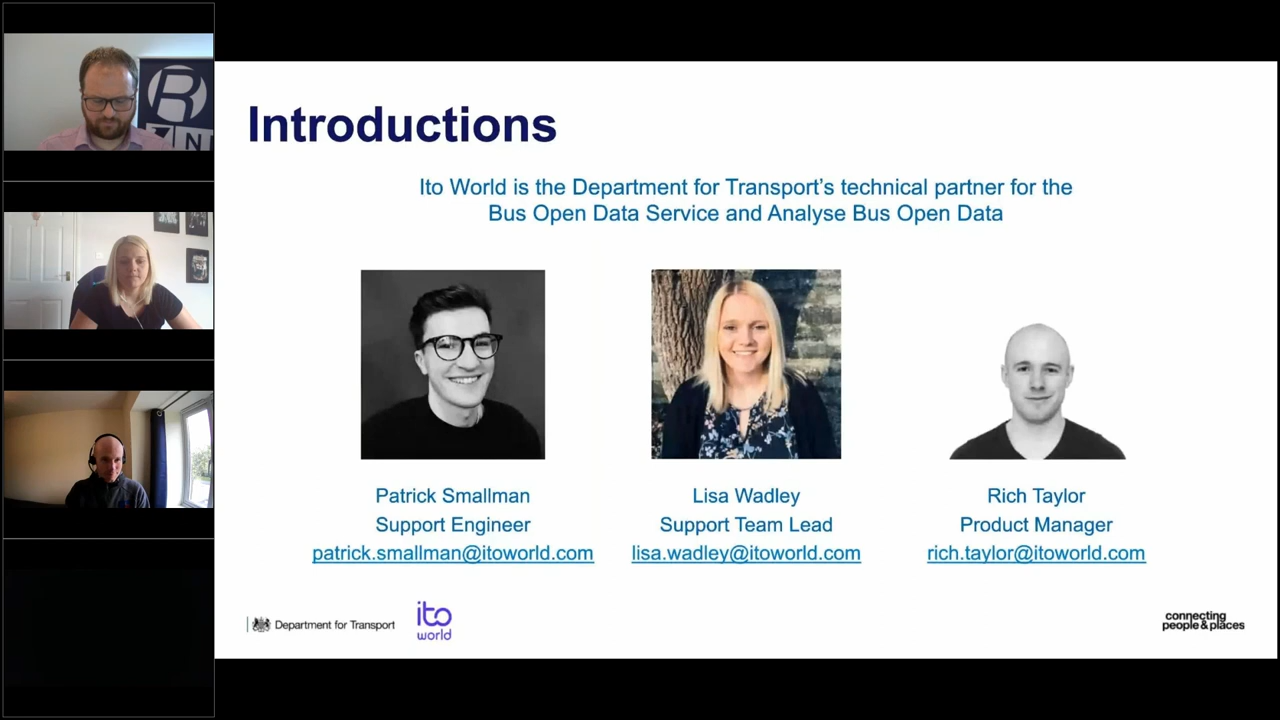 R
N
Introductions
Ito World is the Department for Transport's technical partner for the
Bus Open Data Service and Analyse Bus Open Data
Patrick Smallman
Support Engineer
patrick.smallman@itoworld.com
Lisa Wadley
Support Team Lead
lisa.wadley@itoworld.com
Rich Taylor
Product Manager
rich.taylor@itoworld.com
Department for Transport
ito
world
connecting
people&places